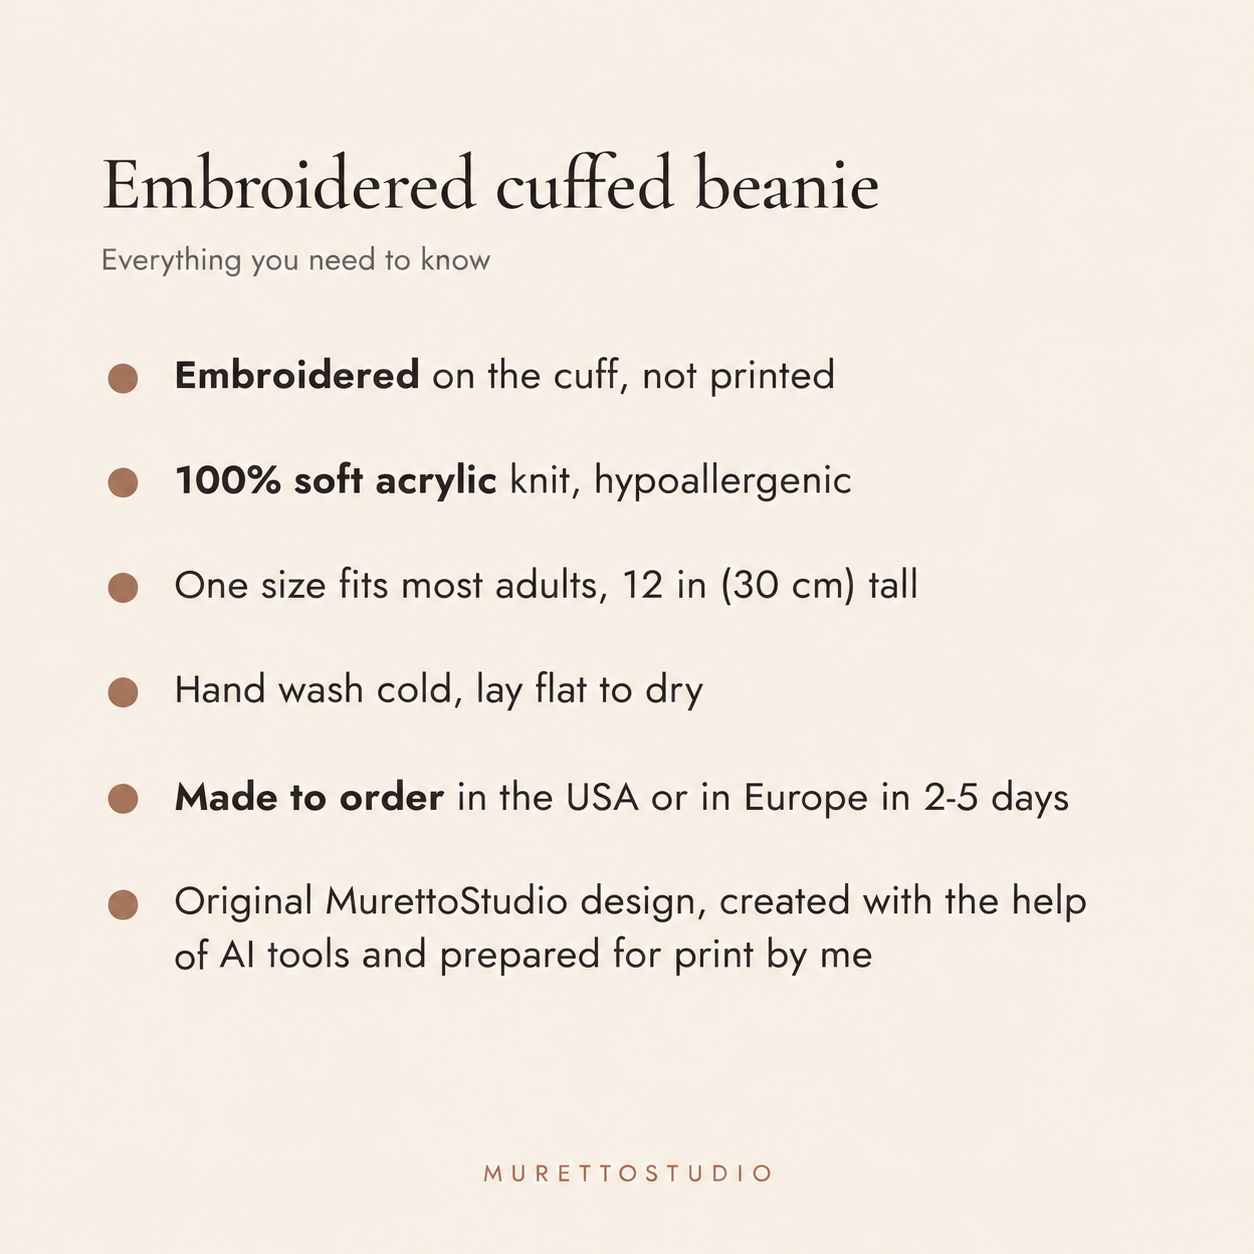 Embroidered cuffed beanie
Everything you need to know
Embroidered on the cuff, not printed
100% soft acrylic knit, hypoallergenic
One size fits most adults, 12 in (30 cm) tall
Hand wash cold, lay flat to dry
Made to order in the USA or in Europe in 2-5 days
Original MurettoStudio design, created with the help
of AI tools and prepared for print by me
MURETTOSTUDIO